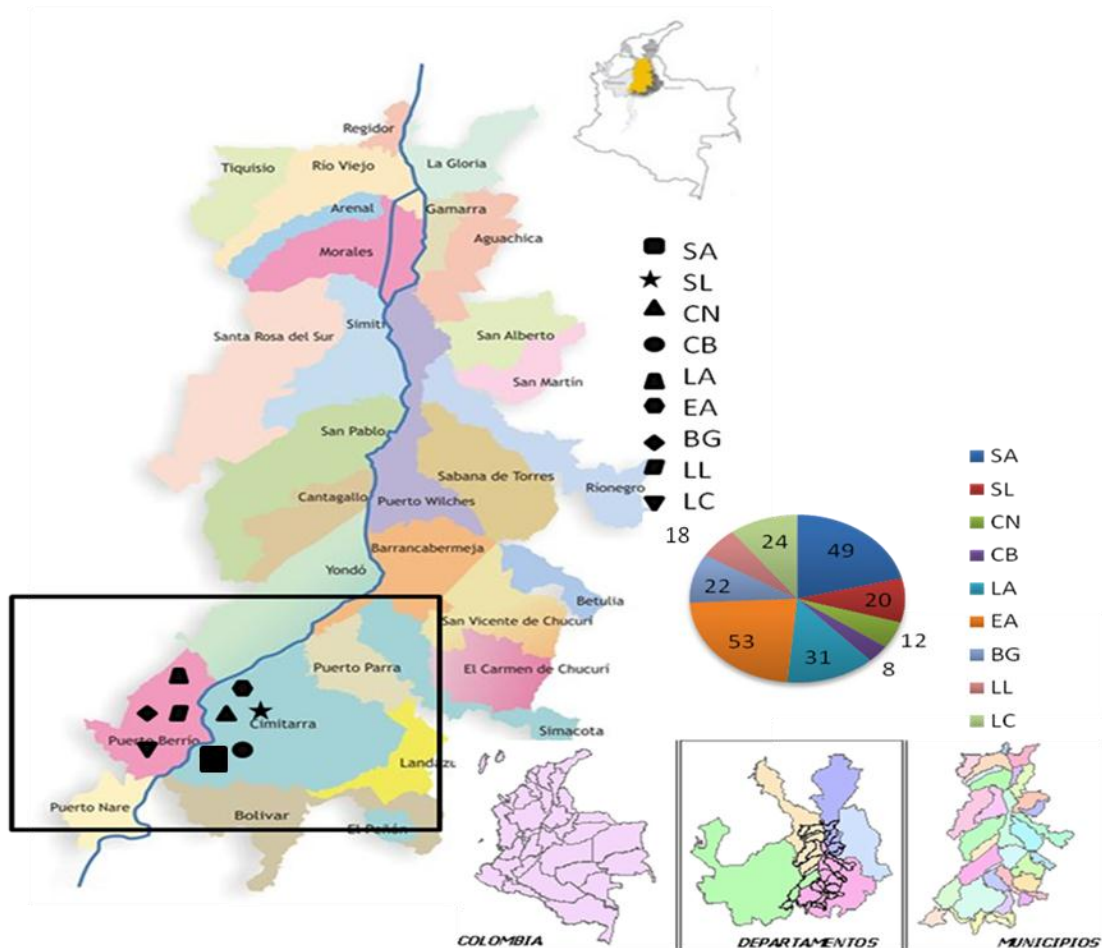 Regidor
Tiquisio
Río Viejo
La Gloria
Arenal
Gamarra
Aguachica
Morales
Simití
Santa Rosa del Sur
San Alberto
San Martín
San Pablo
Sabana de Torres
Rionegro
Cantagallo
Puerto Wilches
Barrancabermeja
Yondó
Betulia
San Vicente de Chucurí
Puerto Parra
El Carmen de Chucurí
Cimitarra
Simacota
Puerto Berrío
Landazu
Puerto Nare
Bolivar
El Peñón
SA
SL
CN
CB
LA
EA
BG
LL
LC
18
24
49
22
20
53
31
12
8
SA
SL
CN
CB
LA
EA
BG
LL
LC
COLOMBIA
DEPARTAMENTOS
MUNICIPIOS